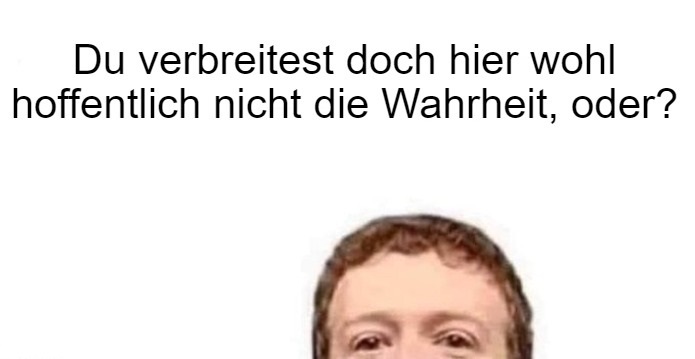 Du verbreitest doch hier wohl
hoffentlich nicht die Wahrheit, oder?